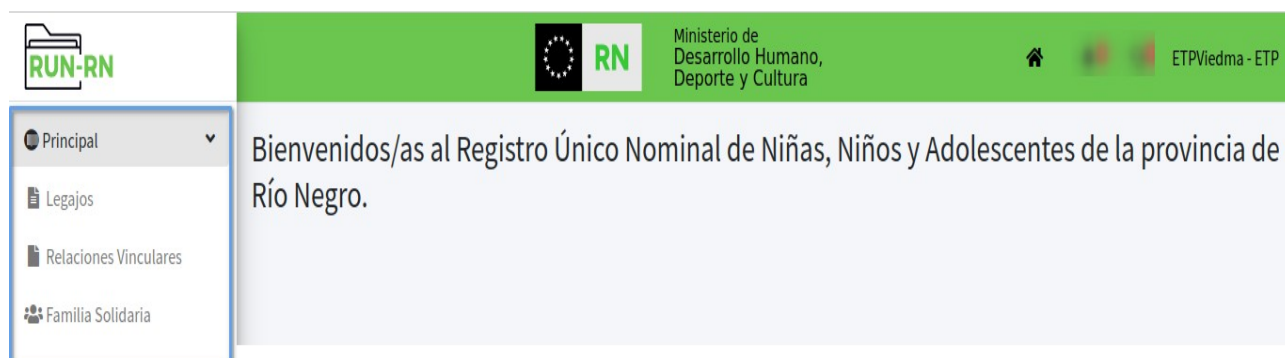 RUN-RN
RN
Ministerio de
Desarrollo Humano,
Deporte y Cultura
ETPViedma - ETP
Principal
Legajos
Relaciones Vinculares
Familia Solidaria
Bienvenidos/as al Registro Único Nominal de Niñas, Niños y Adolescentes de la provincia de
Río Negro.